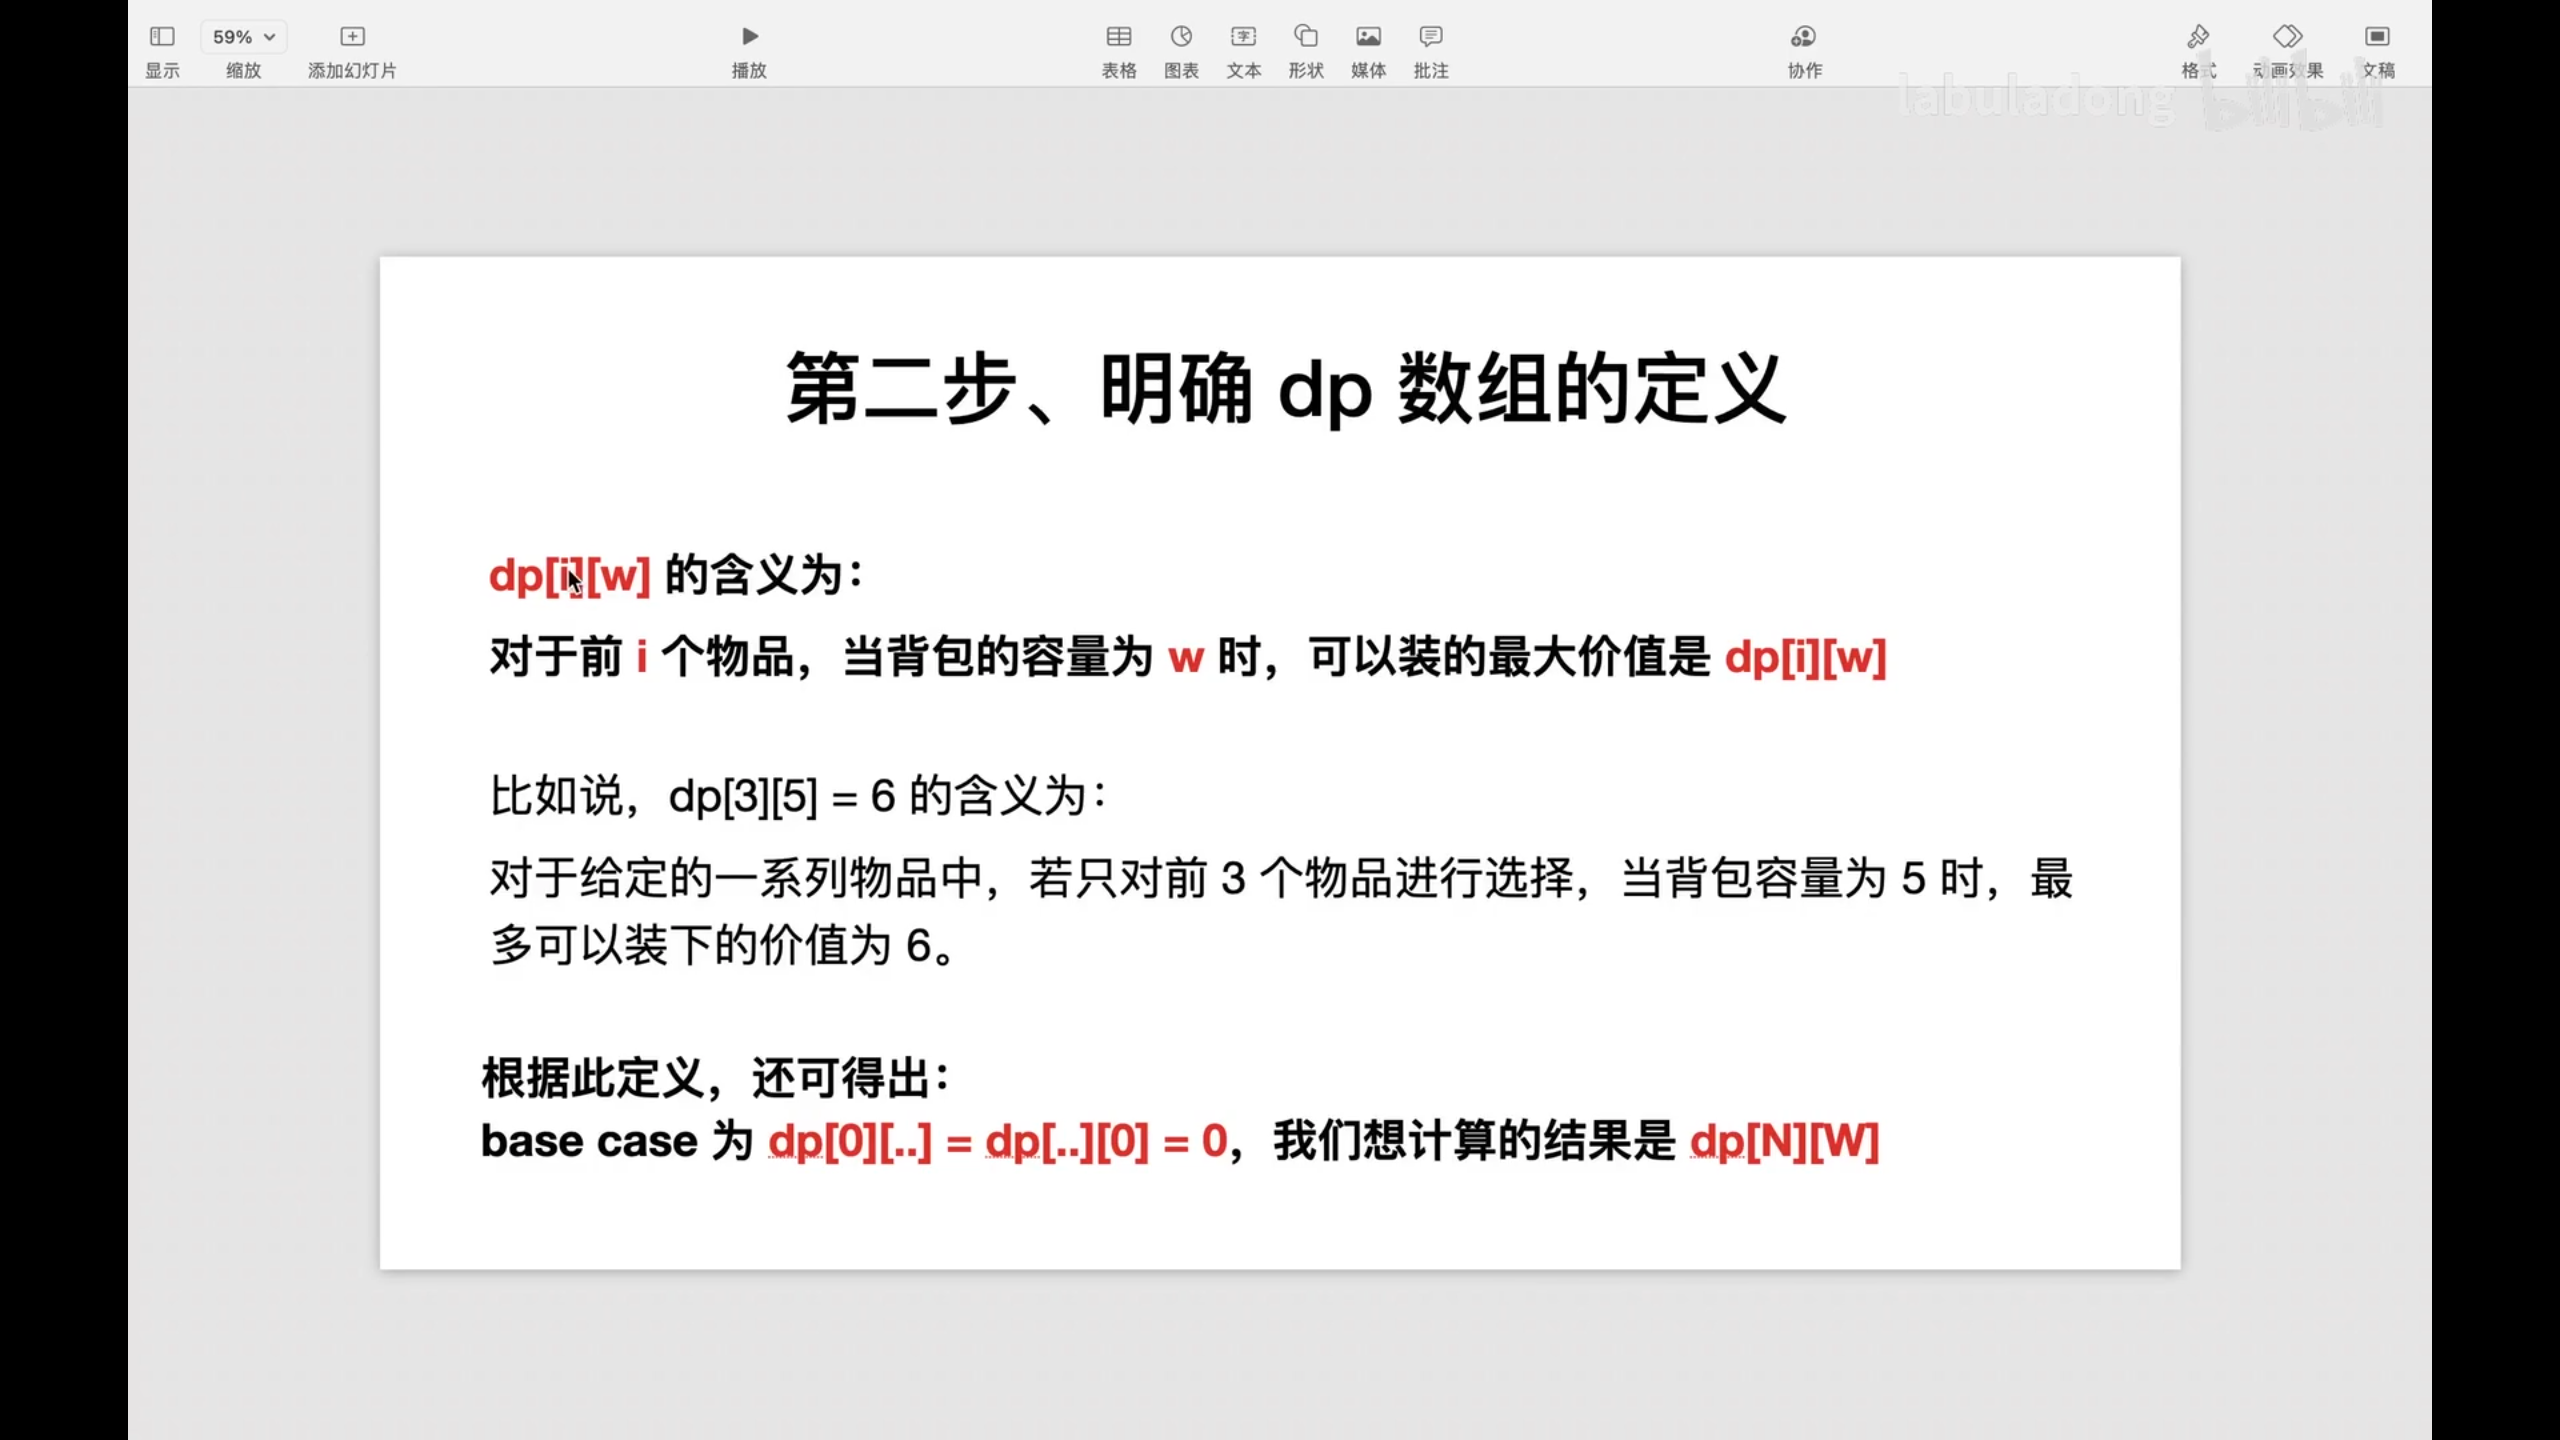 59%
显示
缩放
添加幻灯片
播放
表格
图表
文本
形状
媒体
批注
协作
格式
动画效果
文稿
labuladong bilibili
第二步、明确 dp 数组的定义
dp[i][w] 的含义为：
对于前 i 个物品，当背包的容量为 w 时，可以装的最大价值是 dp[i][w]
比如说，dp[3][5] = 6 的含义为：
对于给定的一系列物品中，若只对前 3 个物品进行选择，当背包容量为 5 时，最
多可以装下的价值为 6。
根据此定义，还可得出：
base case 为 dp[0][..] = dp[..][0] = 0，我们想计算的结果是 dp[N][W]